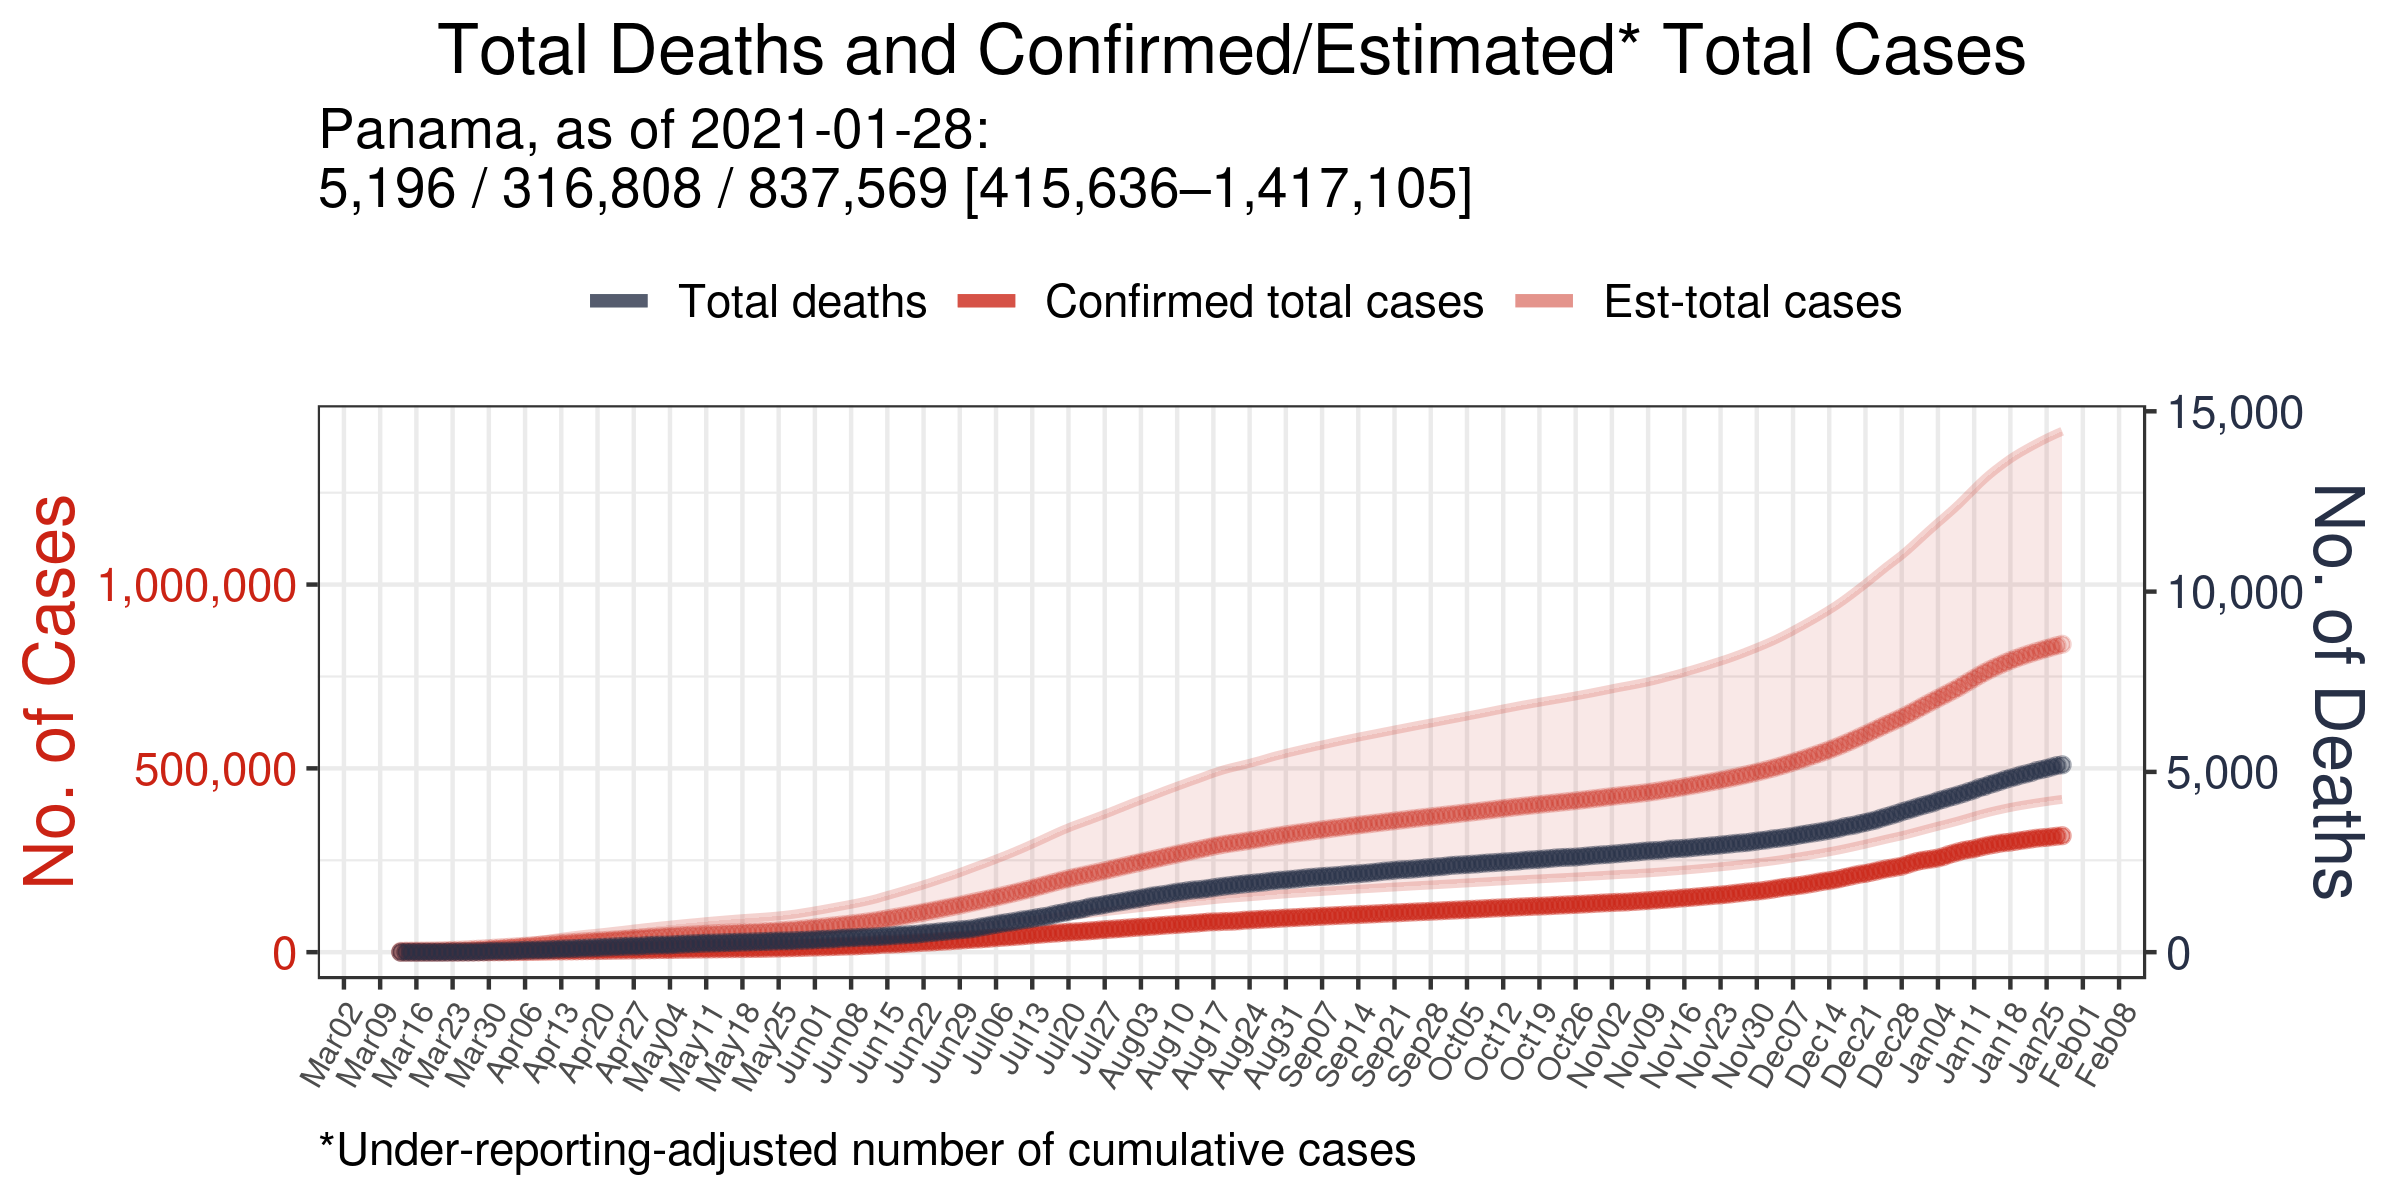 Total Deaths and Confirmed/Estimated* Total Cases
Panama, as of 2021-01-28:
5,196 / 316,808 / 837,569 [415,636–1,417,105]
Total deaths
Confirmed total cases
Est-total cases
No. of Cases
1,000,000
500,000
0
15,000
10,000
5,000
0
No. of Deaths
Mar02
Mar09
Mar16
Mar23
Mar30
Apr06
Apr13
Apr20
Apr27
May04
May11
May18
May25
Jun01
Jun08
Jun15
Jun22
Jun29
Jul06
Jul13
Jul20
Jul27
Aug03
Aug10
Aug17
Aug24
Aug31
Sep07
Sep14
Sep21
Sep28
Oct05
Oct12
Oct19
Oct26
Nov02
Nov09
Nov16
Nov23
Nov30
Dec07
Dec14
Dec21
Dec28
Jan04
Jan11
Jan18
Jan25
Feb01
Feb08
*Under-reporting-adjusted number of cumulative cases